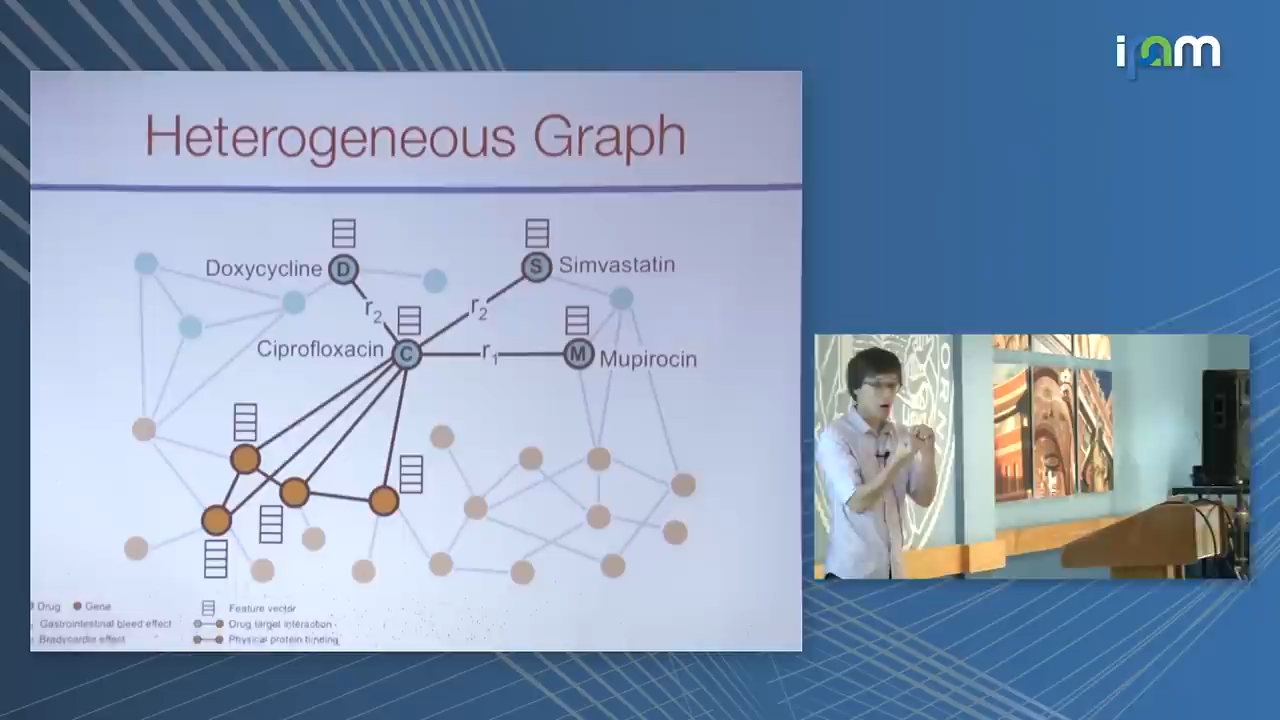 ipam
Heterogeneous Graph
Doxycycline D
S Simvastatin
r2
r2
Ciprofloxacin C
r1
M Mupirocin
Drug Gene
Feature vector
Gastrointestinal bleed effect
Drug target interaction
Bradycardia effect
Physical protein binding